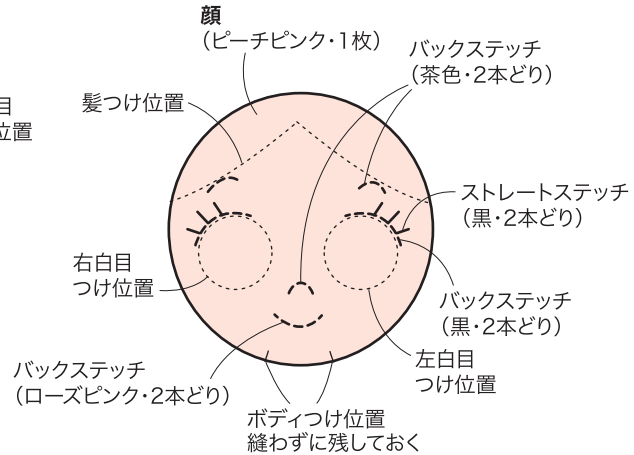 顔
（ピーチピンク・1枚）
バックステッチ
（茶色・2本どり）
髪つけ位置
目
位置
ストレートステッチ
（黒・2本どり）
右白目
つけ位置
バックステッチ
（黒・2本どり）
左白目
つけ位置
バックステッチ
（ローズピンク・2本どり）
ボディつけ位置
縫わずに残しておく